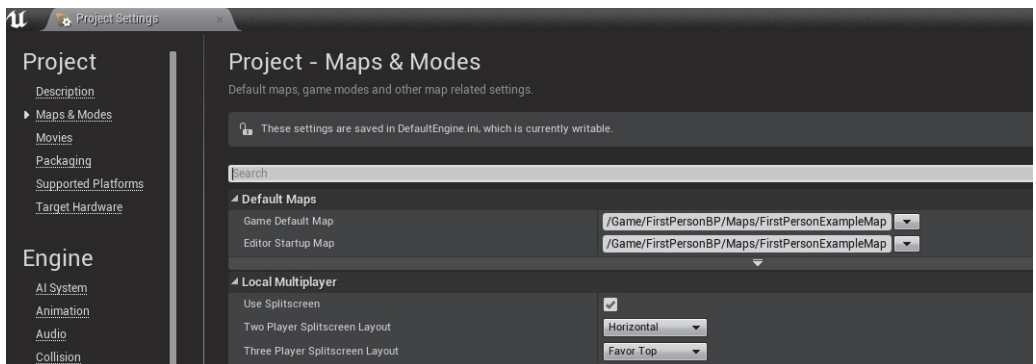 Project Settings
Project
Description
Maps & Modes
Movies
Packaging
Supported Platforms
Target Hardware
Engine
AI System
Animation
Audio
Collision
Project - Maps & Modes
Default maps, game modes and other map related settings.
These settings are saved in DefaultEngine.ini, which is currently writable.
Search
Default Maps
Game Default Map /Game/FirstPersonBP/Maps/FirstPersonExampleMap
Editor Startup Map /Game/FirstPersonBP/Maps/FirstPersonExampleMap
Local Multiplayer
Use Splitscreen
Two Player Splitscreen Layout Horizontal
Three Player Splitscreen Layout Favor Top